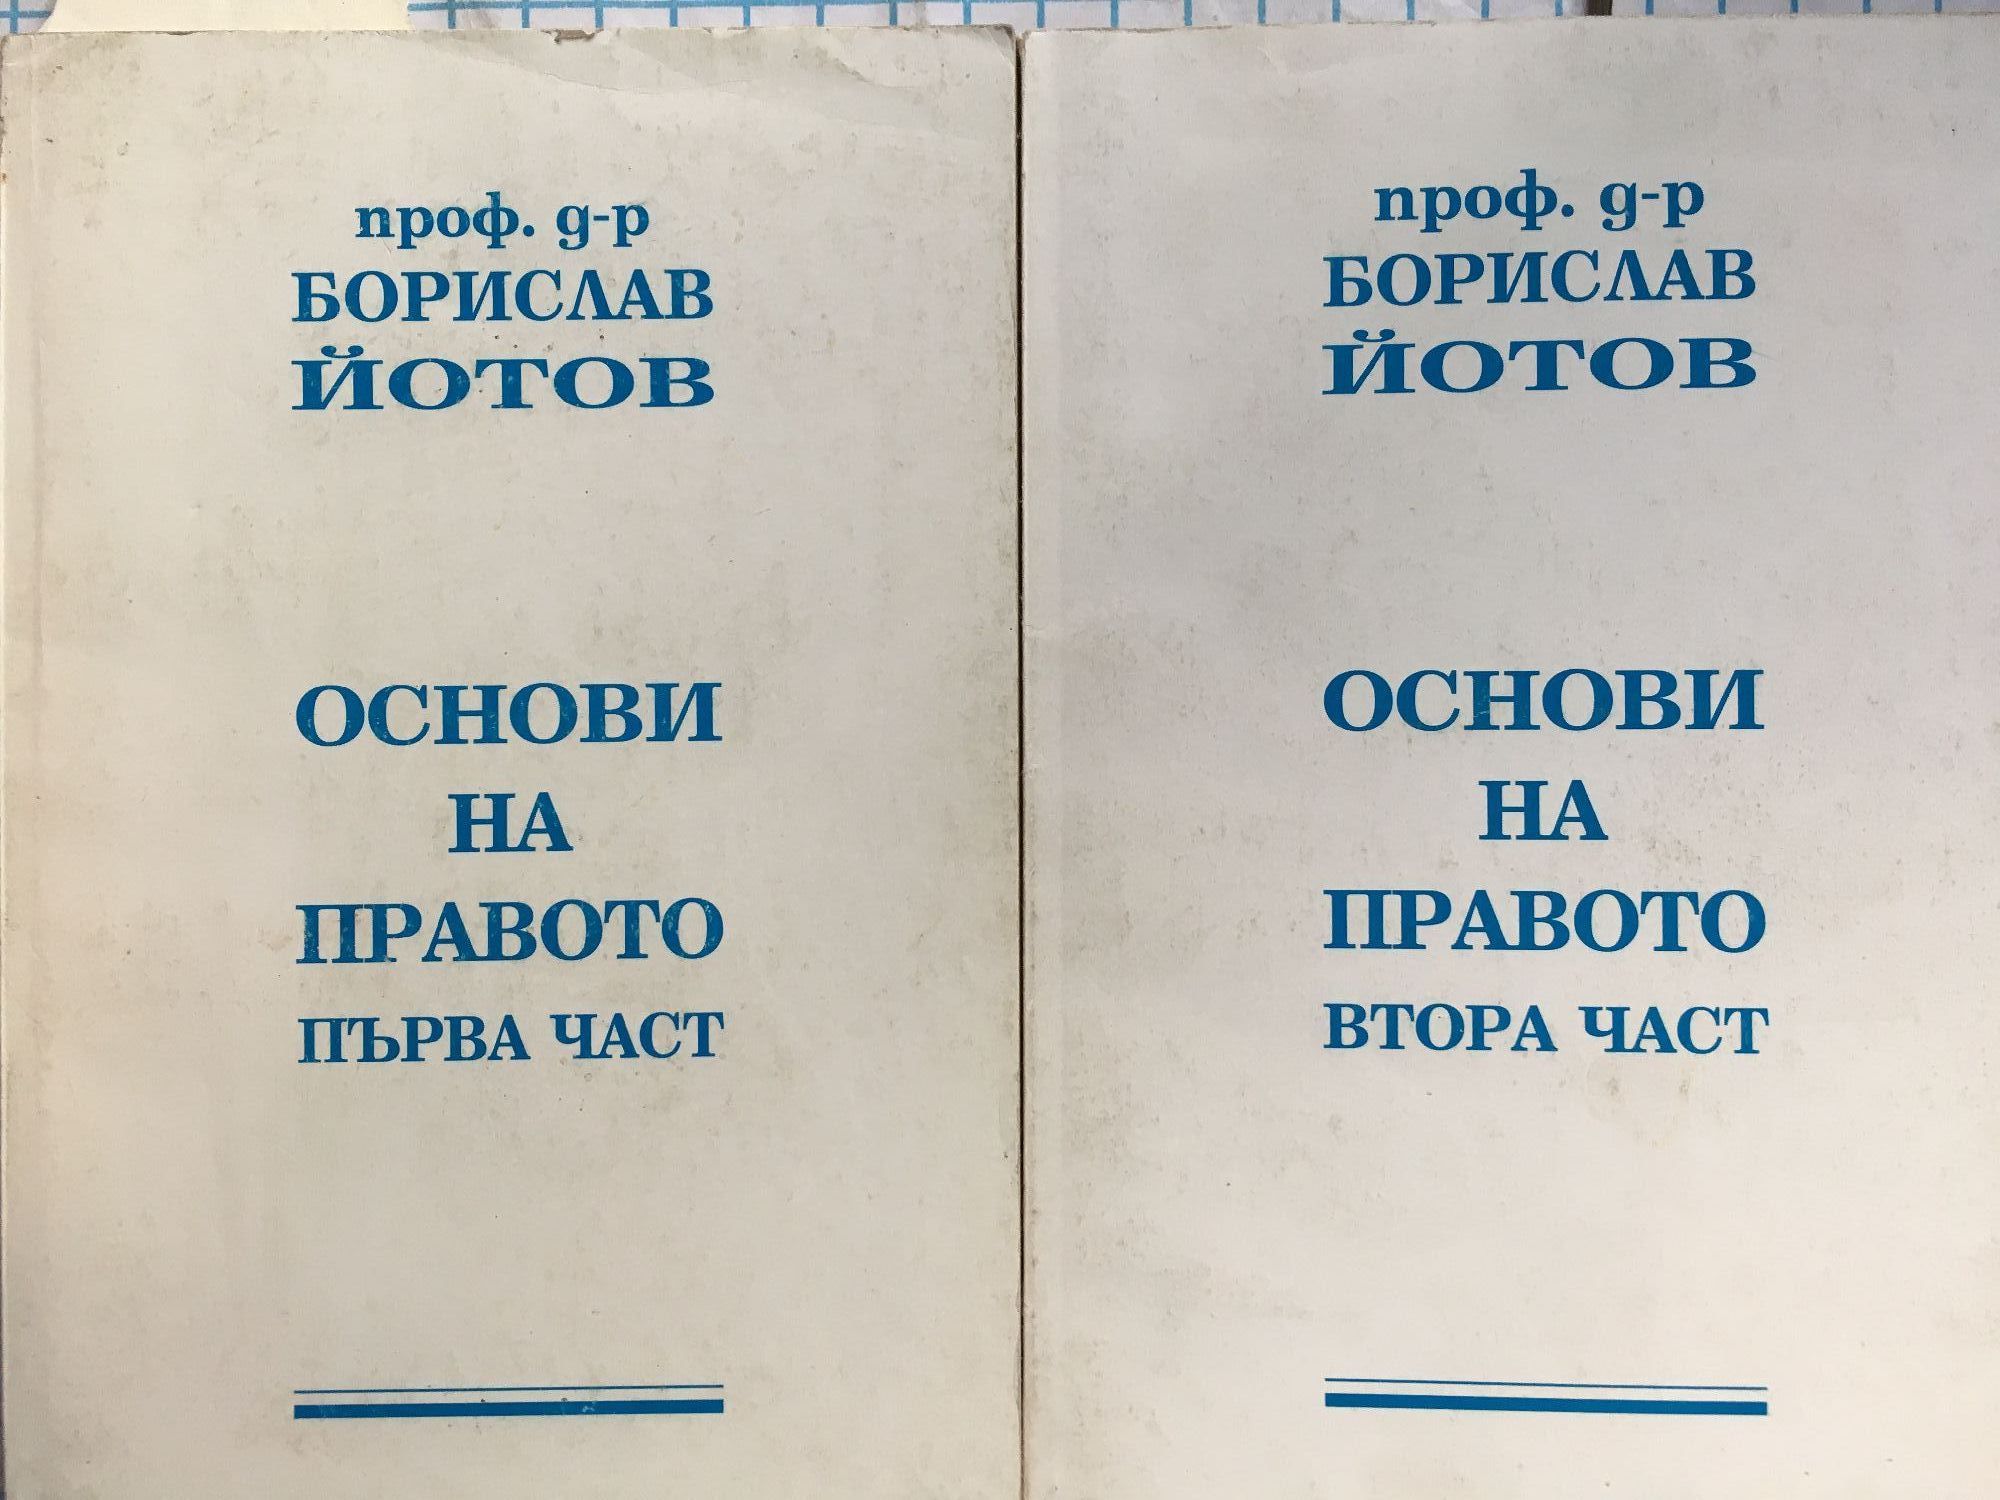 проф. д-р
БОРИСЛАВ
ЙОТОВ
ОСНОВИ
НА
ПРАВОТО
ПЪРВА ЧАСТ
проф. д-р
БОРИСЛАВ
ЙОТОВ
ОСНОВИ
НА
ПРАВОТО
ВТОРА ЧАСТ